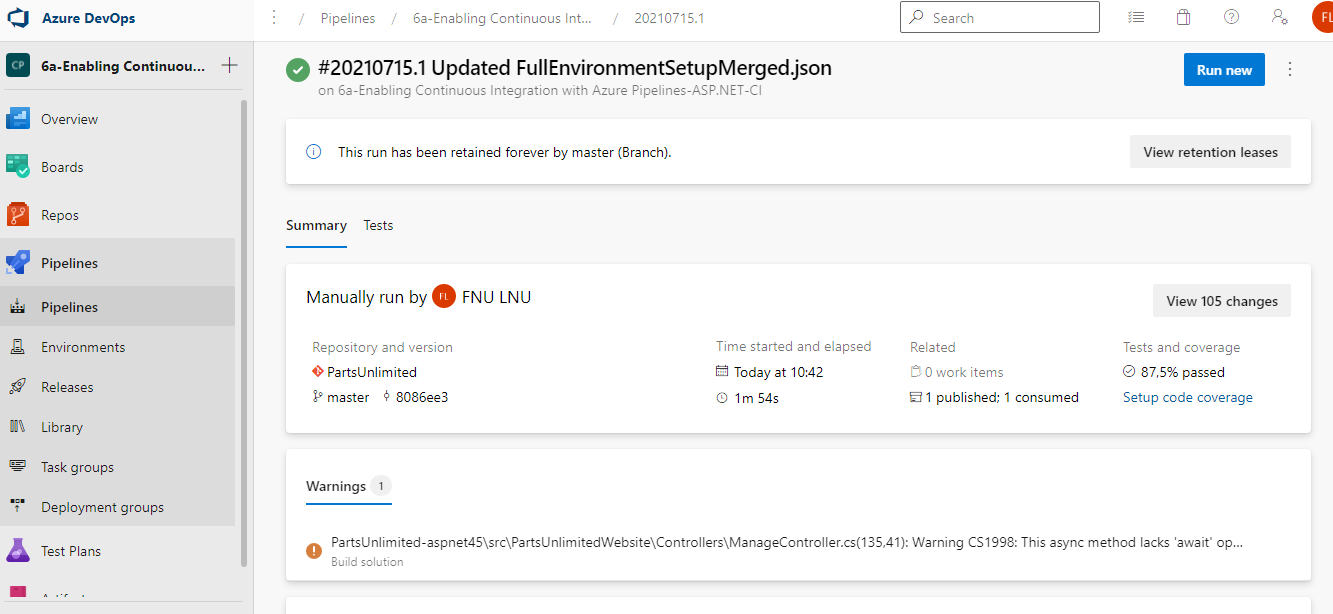 Azure DevOps
/ Pipelines / 6a-Enabling Continuous Int... / 20210715.1
Search
FL
CP 6a-Enabling Continuou...
Overview
Boards
Repos
Pipelines
Pipelines
Environments
Releases
Library
Task groups
Deployment groups
Test Plans
#20210715.1 Updated FullEnvironmentSetupMerged.json
on 6a-Enabling Continuous Integration with Azure Pipelines-ASP.NET-CI
Run new
This run has been retained forever by master (Branch).
View retention leases
Summary Tests
Manually run by FL FNU LNU
View 105 changes
Repository and version
PartsUnlimited
master 8086ee3
Time started and elapsed
Today at 10:42
1m 54s
Related
0 work items
1 published; 1 consumed
Tests and coverage
87,5% passed
Setup code coverage
Warnings 1
PartsUnlimited-aspnet45\src\PartsUnlimitedWebsite\Controllers\ManageController.cs(135,41): Warning CS1998: This async method lacks 'await' op...
Build solution